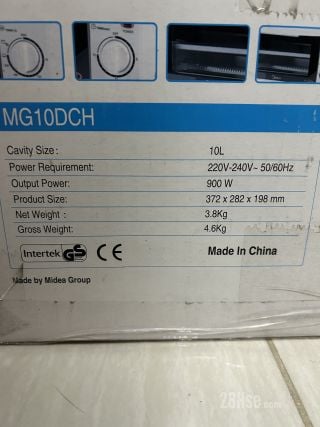 MG10DCH
Cavity Size: 10L
Power Requirement: 220V-240V~ 50/60Hz
Output Power: 900 W
Product Size: 372 x 282 x 198 mm
Net Weight: 3.8Kg
Gross Weight: 4.6Kg
Intertek GS CE Made In China
Made by Midea Group
28Hse.com